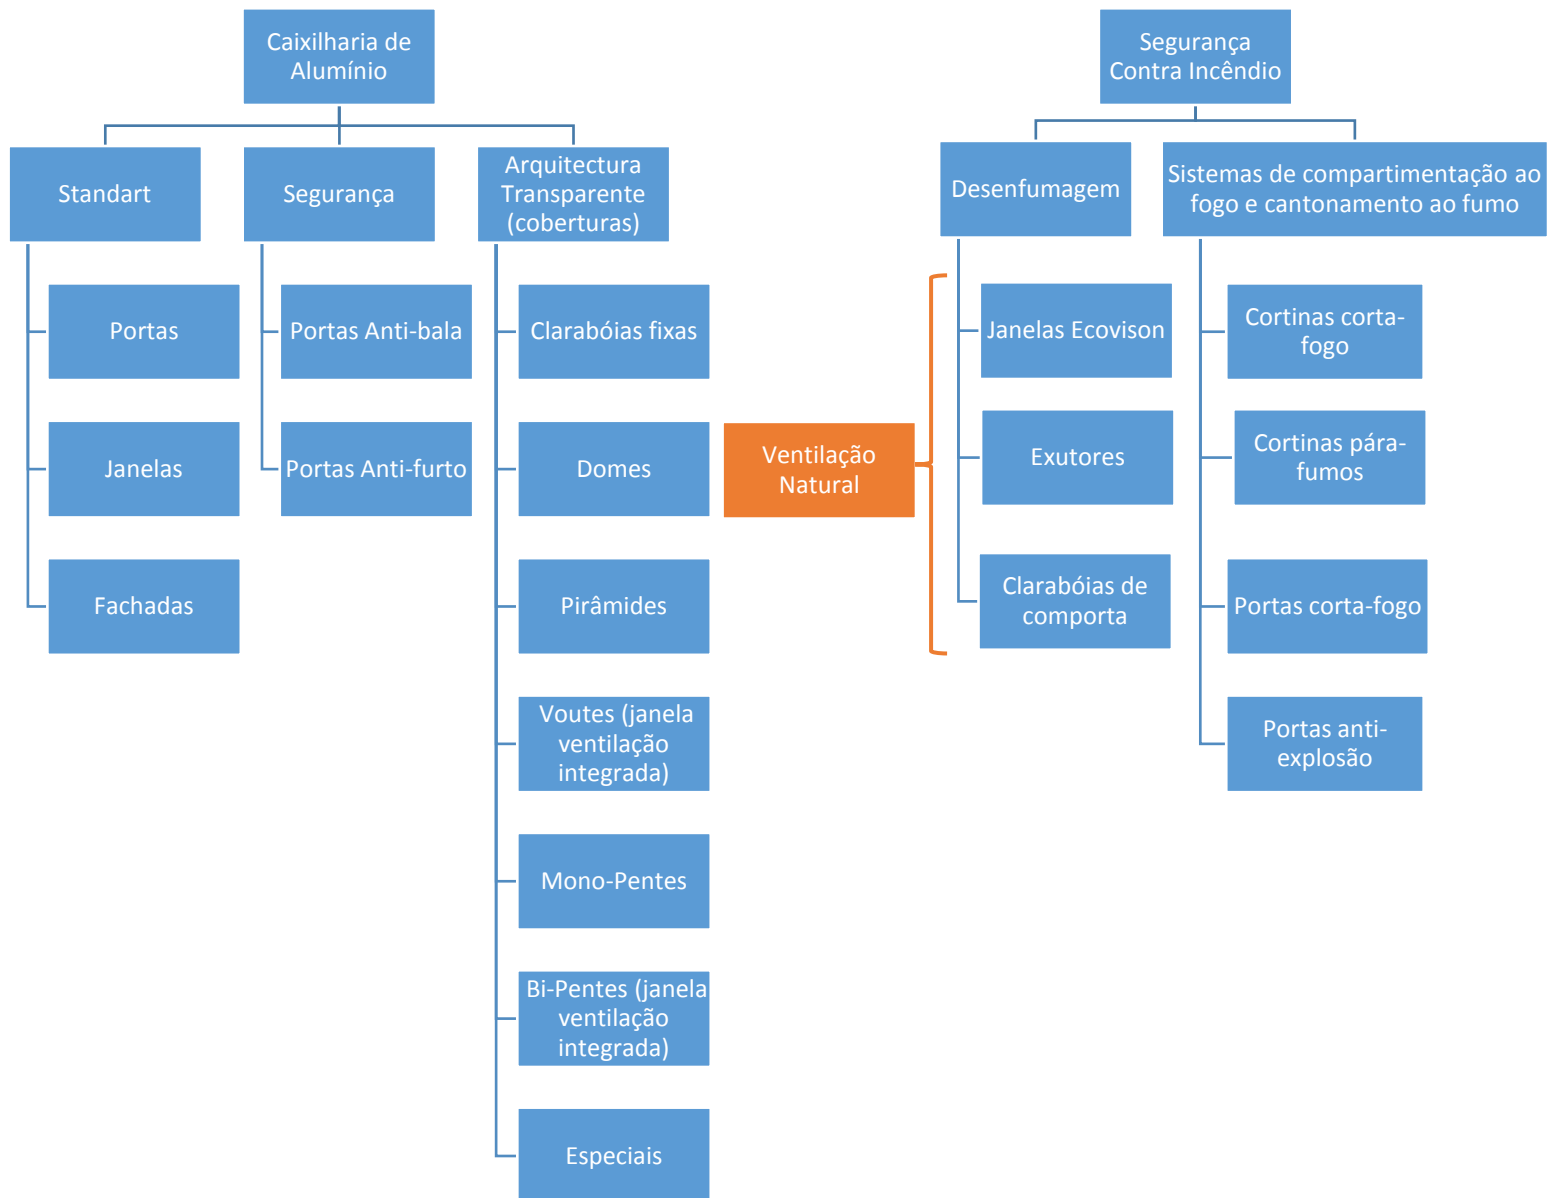 Caixilharia de
Alumínio
Standart
Portas
Janelas
Fachadas
Segurança
Portas Anti-bala
Portas Anti-furto
Arquitectura
Transparente
(coberturas)
Clarabóias fixas
Domes
Pirâmides
Voutes (janela
ventilação
integrada)
Mono-Pentes
Bi-Pentes (janela
ventilação
integrada)
Especiais
Segurança
Contra Incêndio
Desenfumagem
Ventilação
Natural
Janelas Ecovison
Exutores
Clarabóias de
comporta
Sistemas de compartimentação ao
fogo e cantonamento ao fumo
Cortinas corta-
fogo
Cortinas pára-
fumos
Portas corta-fogo
Portas anti-
explosão